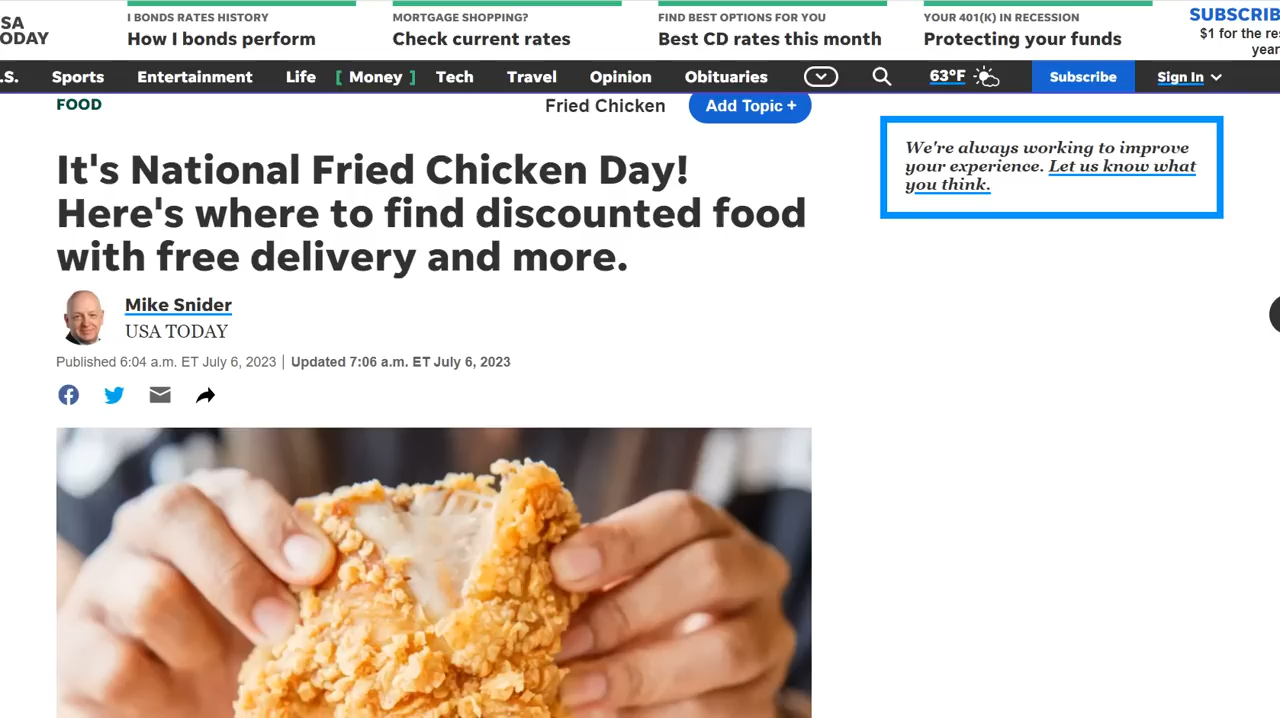 SA
ODAY
I BONDS RATES HISTORY
How I bonds perform
MORTGAGE SHOPPING?
Check current rates
FIND BEST OPTIONS FOR YOU
Best CD rates this month
YOUR 401(K) IN RECESSION
Protecting your funds
SUBSCRIB
$1 for the res
year
.S. Sports Entertainment Life [ Money ] Tech Travel Opinion Obituaries 63°F Subscribe Sign In
FOOD
Fried Chicken Add Topic +
It's National Fried Chicken Day!
Here's where to find discounted food
with free delivery and more.
Mike Snider
USA TODAY
Published 6:04 a.m. ET July 6, 2023 | Updated 7:06 a.m. ET July 6, 2023
We're always working to improve
your experience. Let us know what
you think.